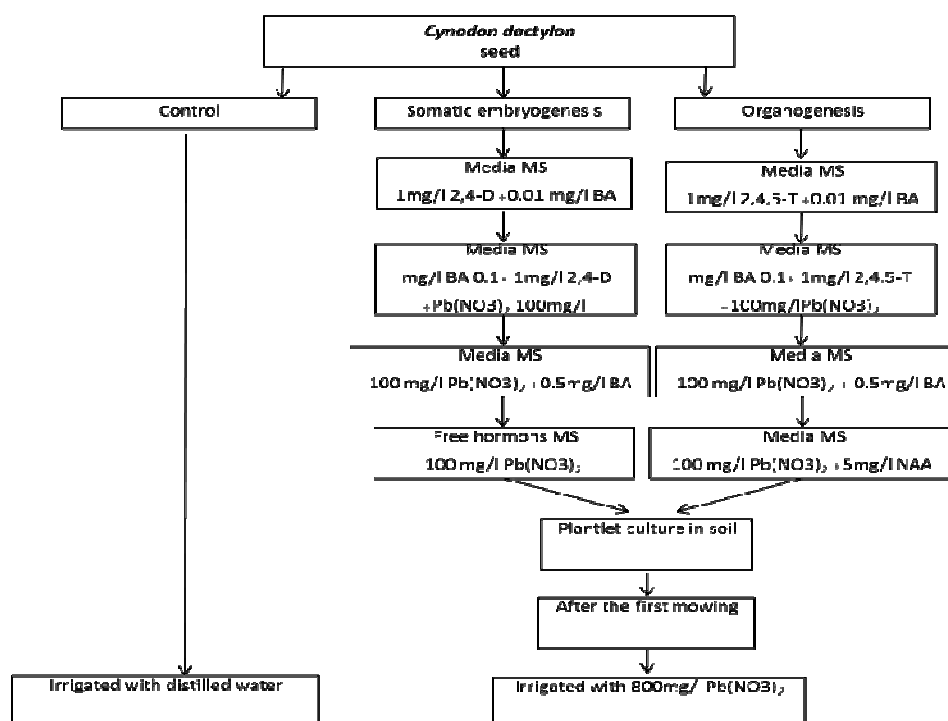 Cynodon dactylon
seed
Control
Somatic embryogenesis
Organogenesis
Media MS
1mg/l 2,4-D +0.01 mg/l BA
Media MS
1mg/l 2,4,5-T +0.01 mg/l BA
Media MS
mg/l BA 0.1+ 1mg/l 2,4-D
+Pb(NO3)₂ 100mg/l
Media MS
mg/l BA 0.1+ 1mg/l 2,4,5-T
+100mg/l Pb(NO3)₂
Media MS
100 mg/l Pb(NO3)₂ +0.5mg/l BA
Media MS
100 mg/l Pb(NO3)₂ + 0.5mg/l BA
Free hormons MS
100 mg/l Pb(NO3)₂
Media MS
100 mg/l Pb(NO3)₂ +5mg/l NAA
Plantlet culture in soil
After the first mowing
Irrigated with distilled water
Irrigated with 800mg/ Pb(NO3)₂